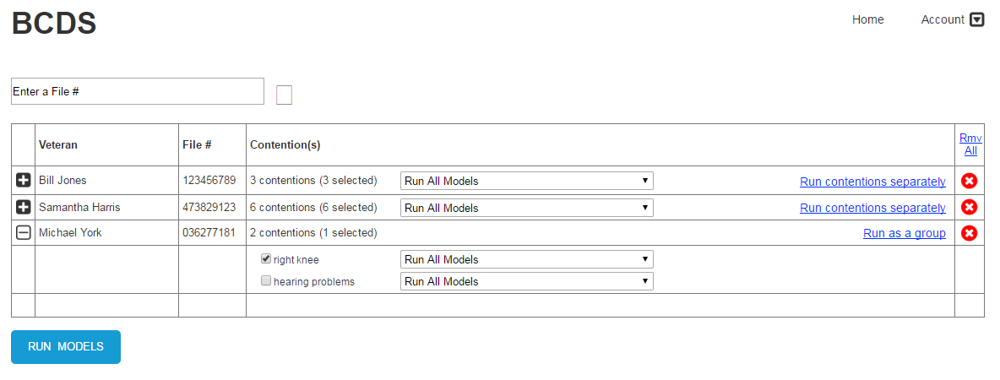 BCDS
Home Account
Enter a File #
Veteran File # Contention(s) Rmv
All
Bill Jones 123456789 3 contentions (3 selected) Run All Models Run contentions separately
Samantha Harris 473829123 6 contentions (6 selected) Run All Models Run contentions separately
Michael York 036277181 2 contentions (1 selected) Run as a group
right knee Run All Models
hearing problems Run All Models
RUN MODELS